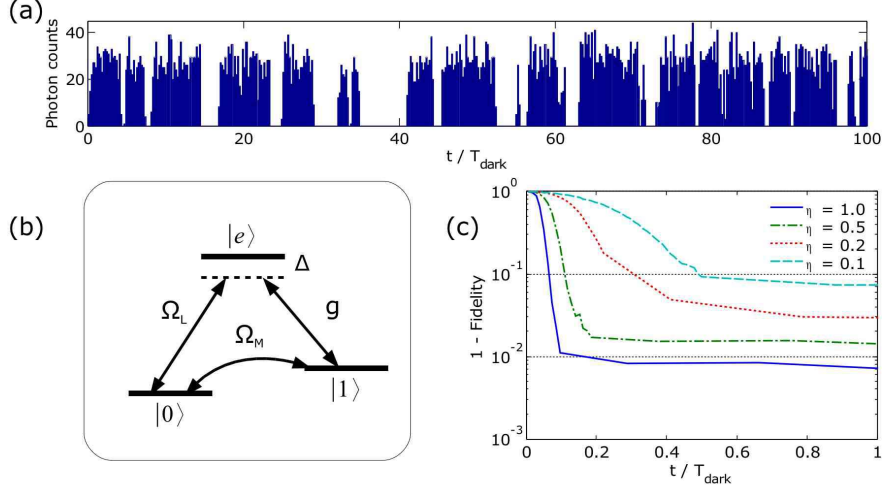 (a)
Photon counts
40
20
0
0 20 40 60 80 100
t / T_dark
(b)
|e⟩
Δ
Ω_L
g
Ω_M
|0⟩
|1⟩
(c)
1 - Fidelity
10^0
10^-1
10^-2
10^-3
η = 1.0
η = 0.5
η = 0.2
η = 0.1
0 0.2 0.4 0.6 0.8 1
t / T_dark